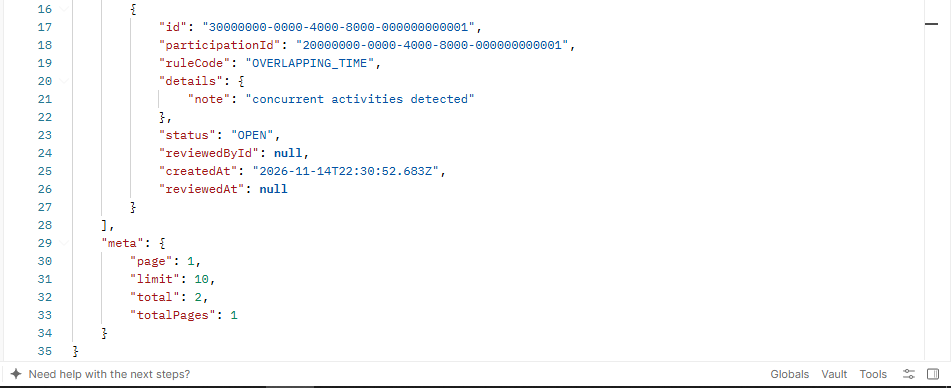 16 {
17 "id": "30000000-0000-4000-8000-000000000001",
18 "participationId": "20000000-0000-4000-8000-000000000001",
19 "ruleCode": "OVERLAPPING_TIME",
20 "details": {
21 "note": "concurrent activities detected"
22 },
23 "status": "OPEN",
24 "reviewedById": null,
25 "createdAt": "2026-11-14T22:30:52.683Z",
26 "reviewedAt": null
27 }
28 ],
29 "meta": {
30 "page": 1,
31 "limit": 10,
32 "total": 2,
33 "totalPages": 1
34 }
35 }
Need help with the next steps? Globals Vault Tools